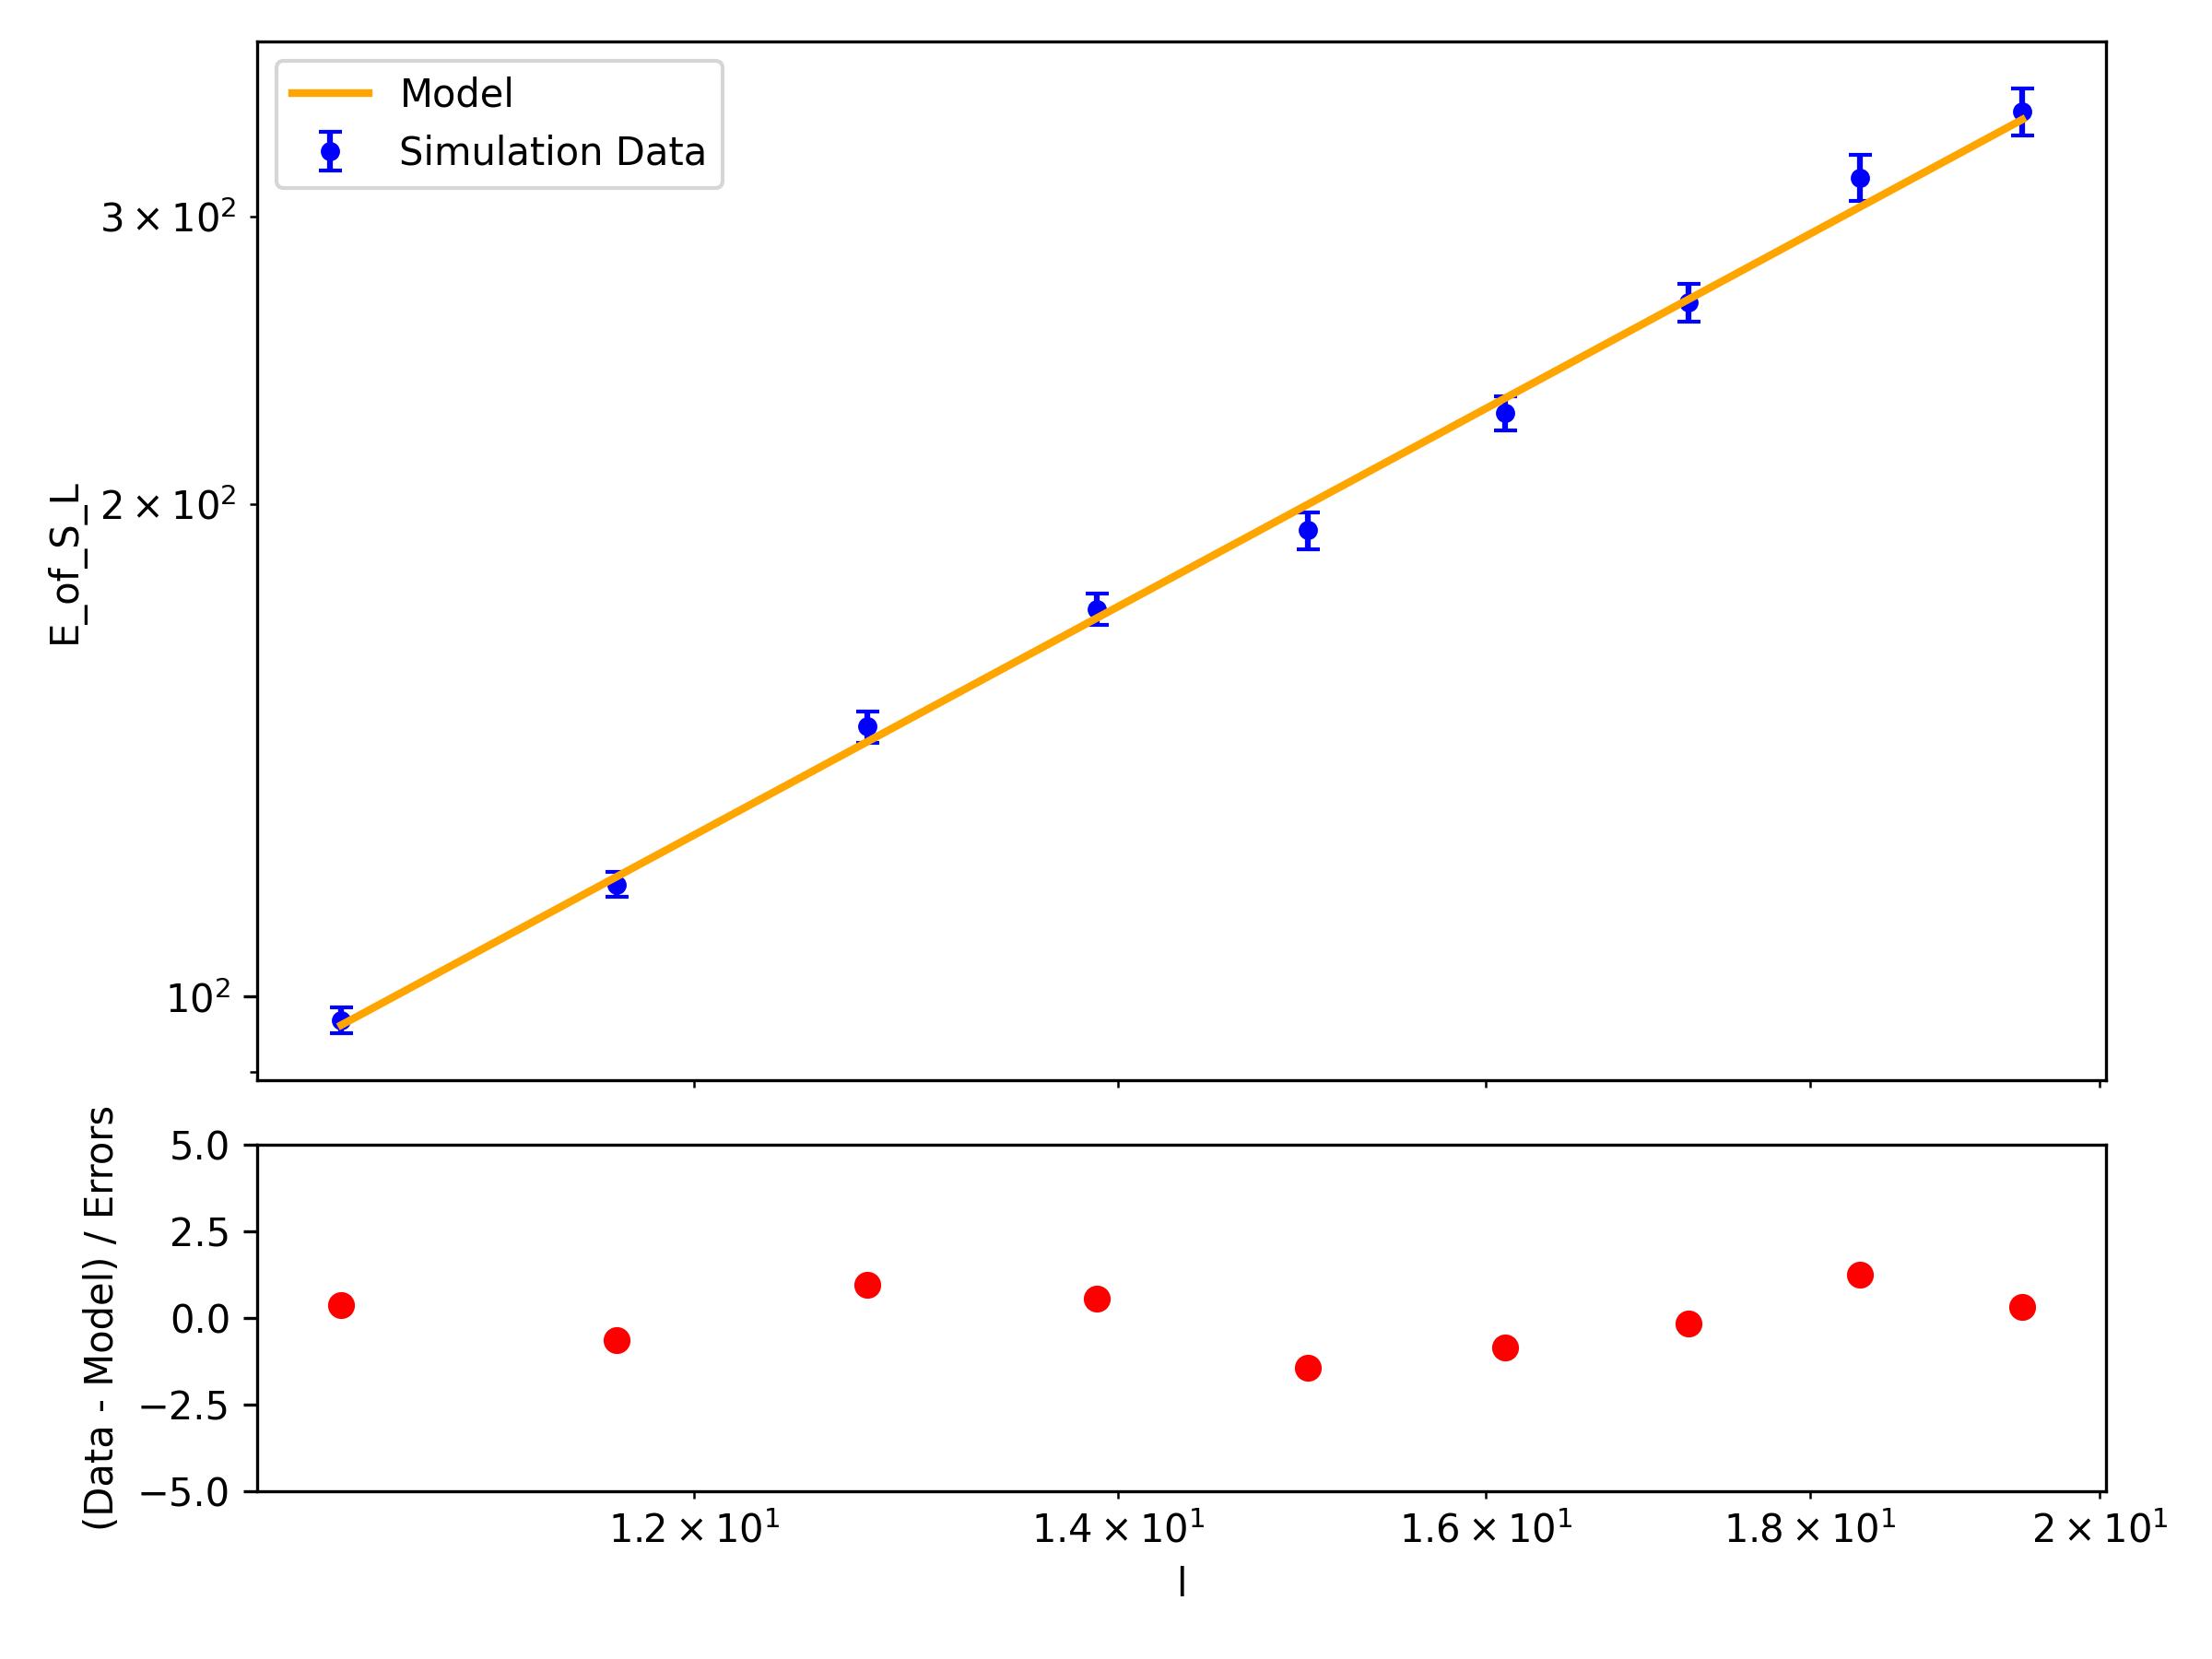 Model
Simulation Data
E_of_S_L
3 × 10²
2 × 10²
10²
(Data - Model) / Errors
5.0
2.5
0.0
−2.5
−5.0
1.2 × 10¹
1.4 × 10¹
1.6 × 10¹
1.8 × 10¹
2 × 10¹
l